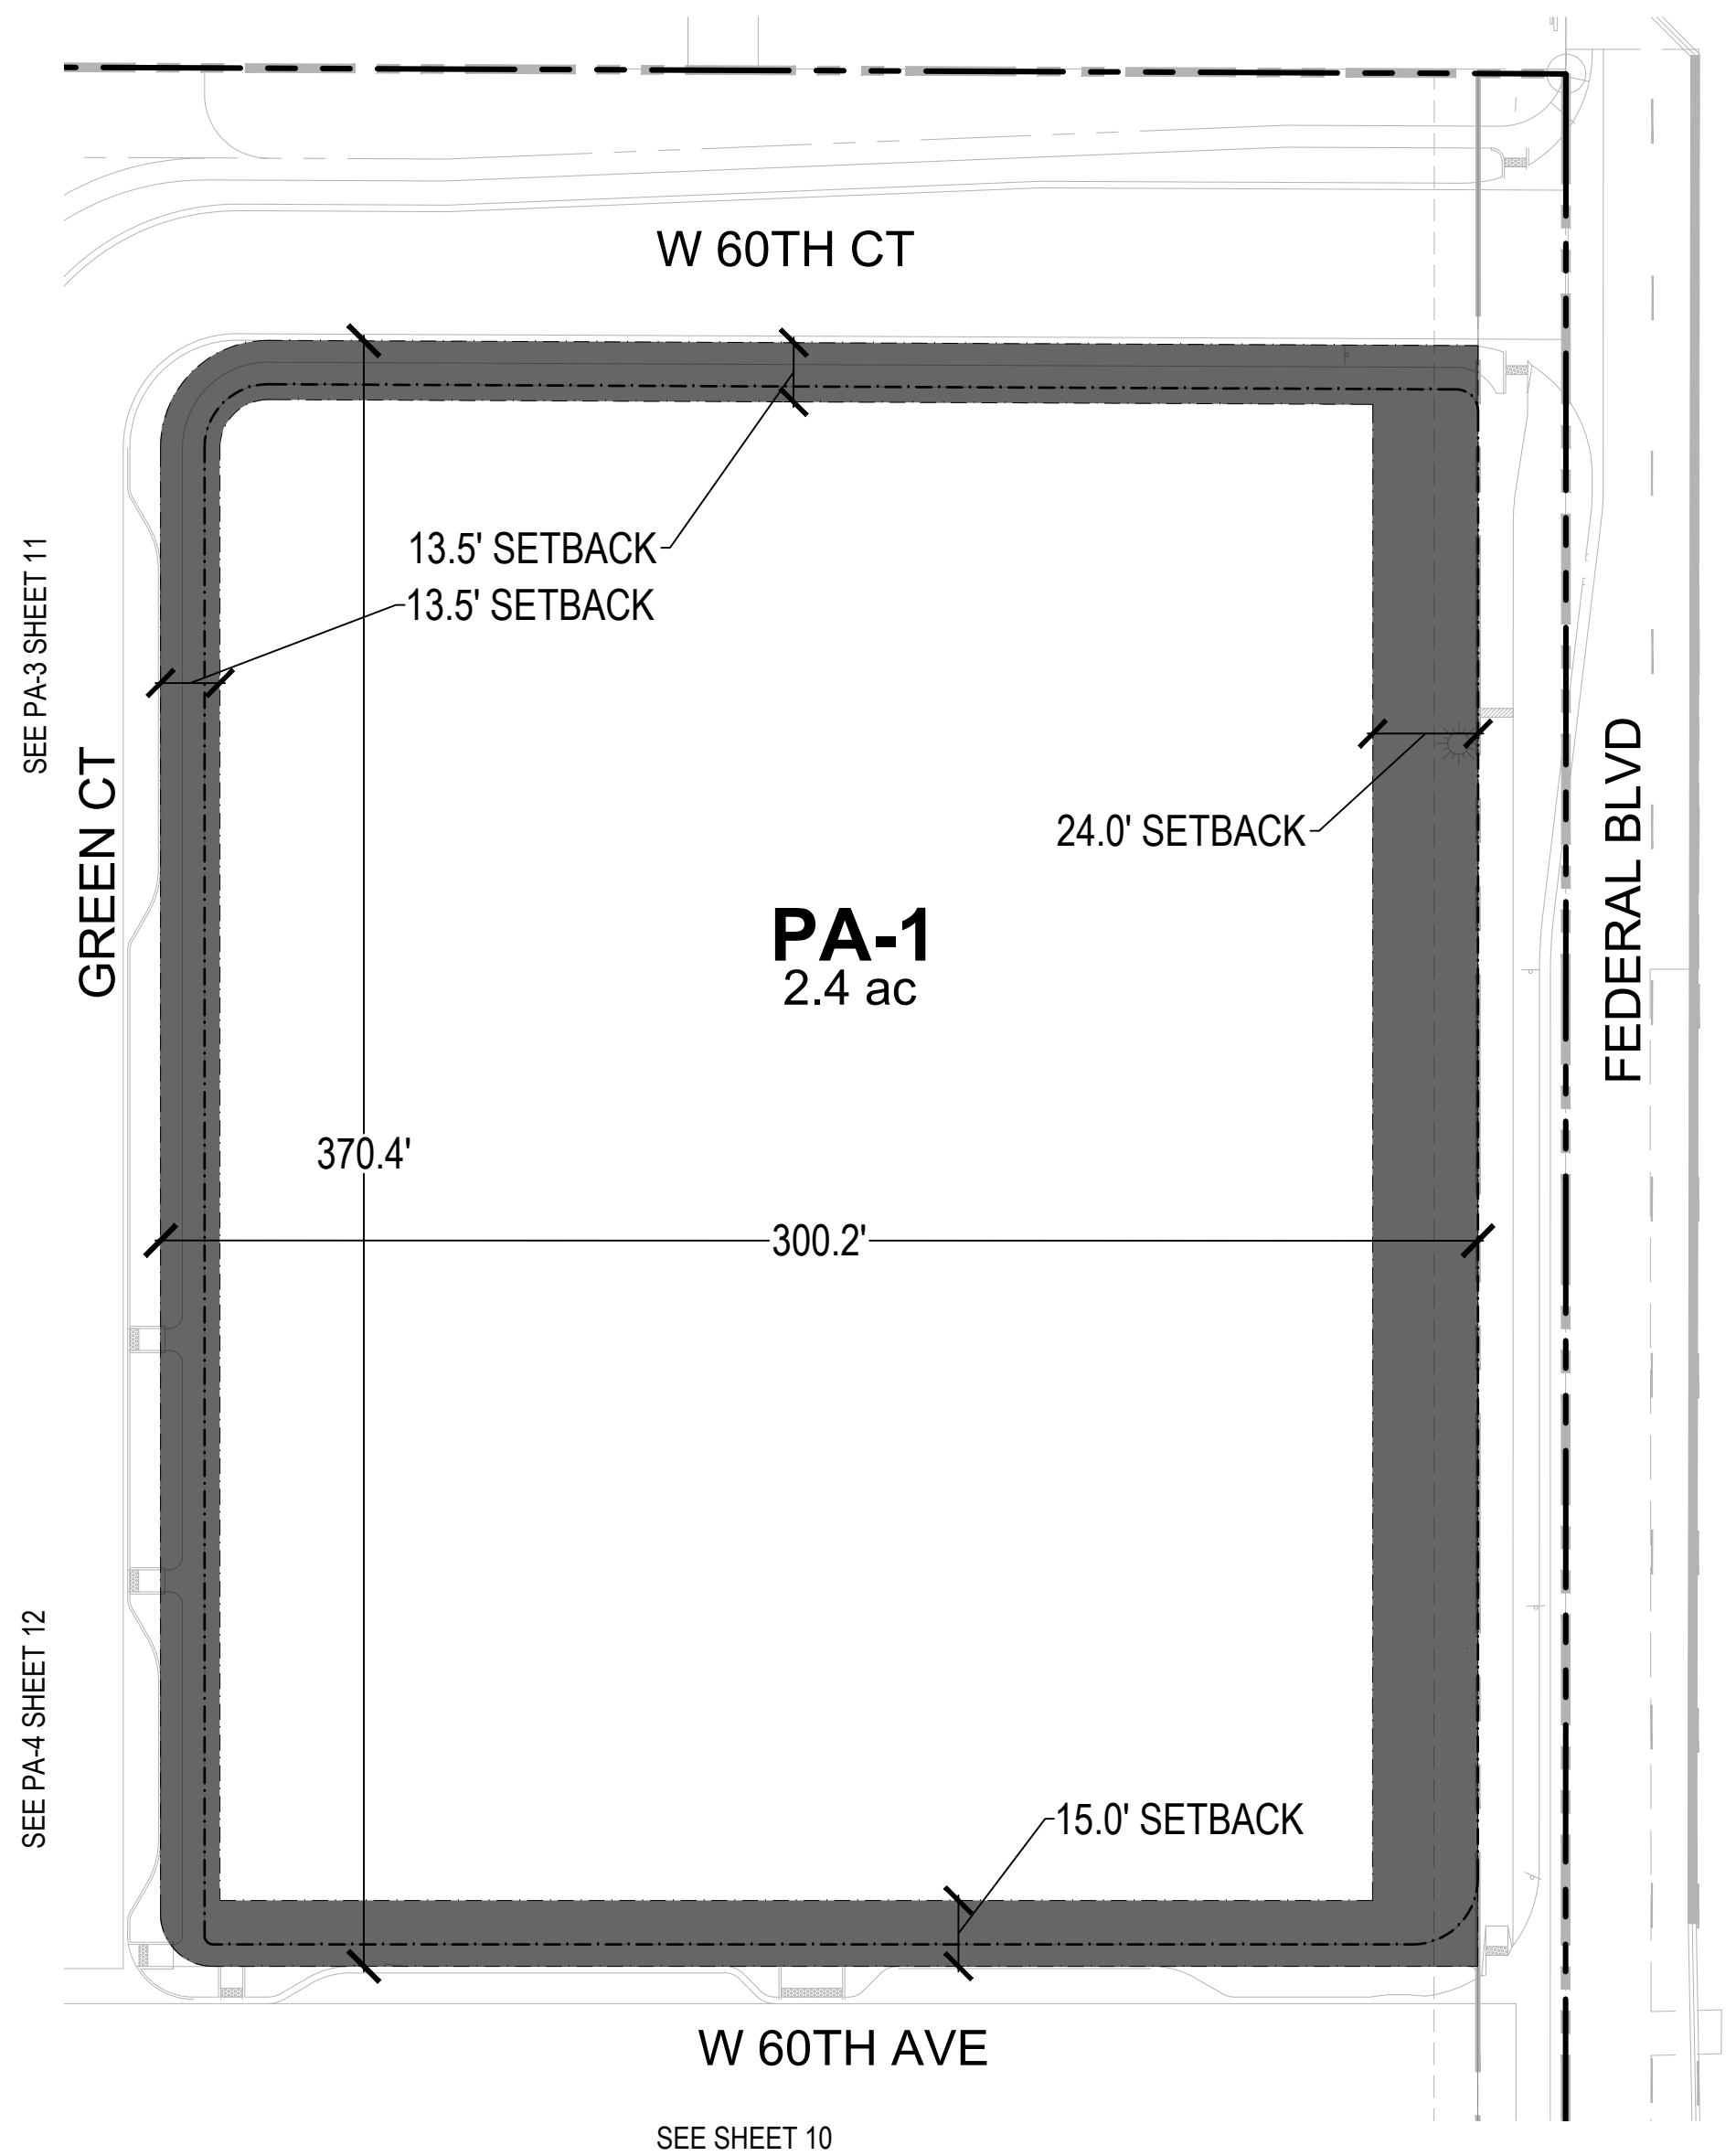 W 60TH CT
13.5' SETBACK
13.5' SETBACK
SEE PA-3 SHEET 11
GREEN CT
FEDERAL BLVD
24.0' SETBACK
PA-1
2.4 ac
370.4'
300.2'
SEE PA-4 SHEET 12
15.0' SETBACK
W 60TH AVE
SEE SHEET 10